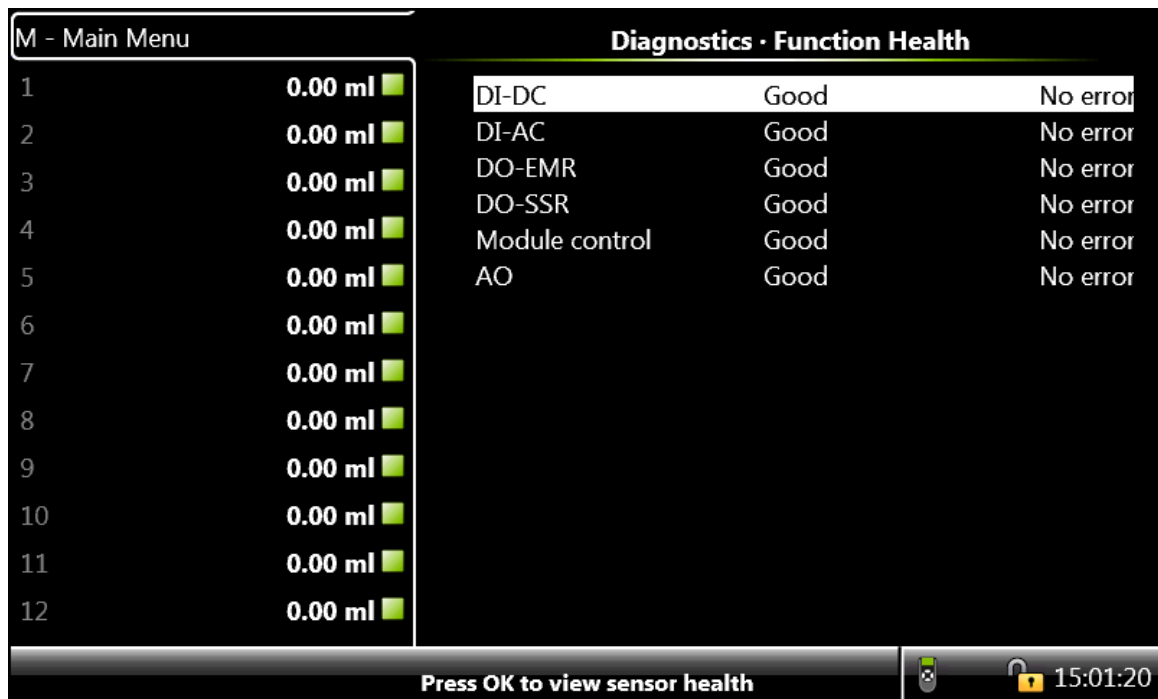 M - Main Menu
Diagnostics · Function Health
1 0.00 ml
2 0.00 ml
3 0.00 ml
4 0.00 ml
5 0.00 ml
6 0.00 ml
7 0.00 ml
8 0.00 ml
9 0.00 ml
10 0.00 ml
11 0.00 ml
12 0.00 ml
DI-DC Good No error
DI-AC Good No error
DO-EMR Good No error
DO-SSR Good No error
Module control Good No error
AO Good No error
Press OK to view sensor health
15:01:20